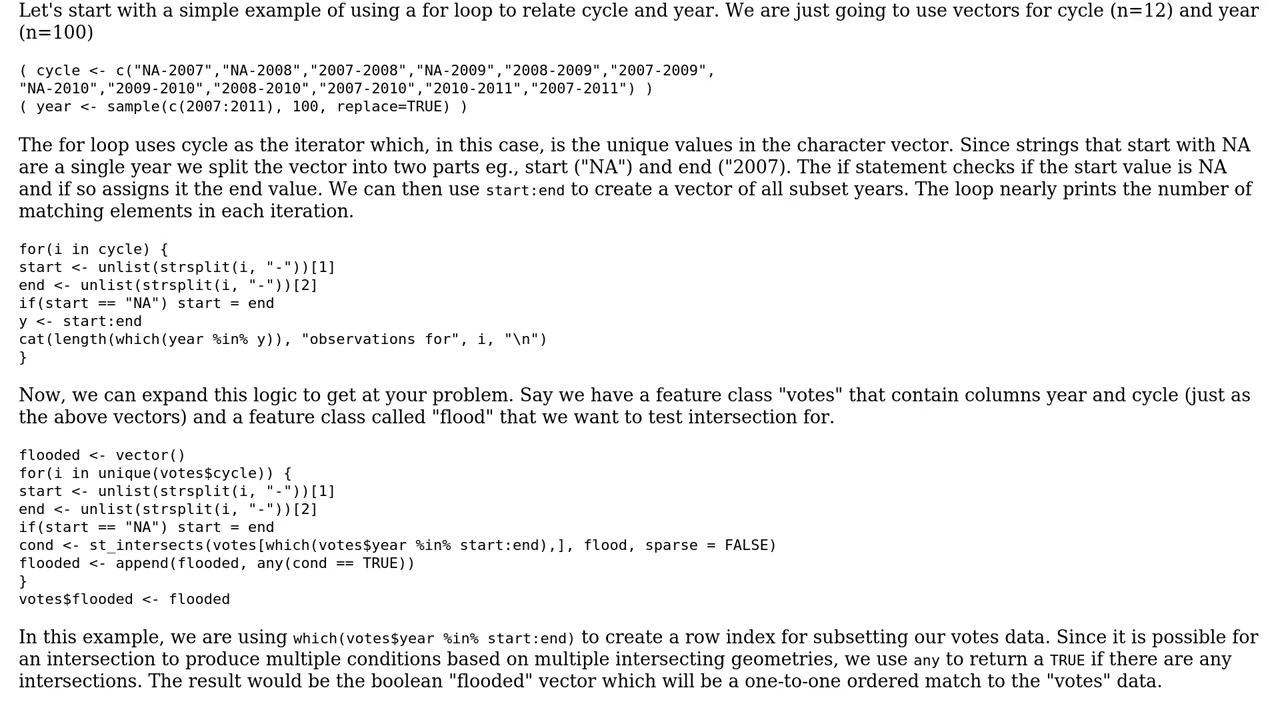 Let's start with a simple example of using a for loop to relate cycle and year. We are just going to use vectors for cycle (n=12) and year
(n=100)
( cycle <- c("NA-2007","NA-2008","2007-2008","NA-2009","2008-2009","2007-2009",
"NA-2010","2009-2010","2008-2010","2007-2010","2010-2011","2007-2011") )
( year <- sample(c(2007:2011), 100, replace=TRUE) )
The for loop uses cycle as the iterator which, in this case, is the unique values in the character vector. Since strings that start with NA
are a single year we split the vector into two parts eg., start ("NA") and end ("2007). The if statement checks if the start value is NA
and if so assigns it the end value. We can then use start:end to create a vector of all subset years. The loop nearly prints the number of
matching elements in each iteration.
for(i in cycle) {
start <- unlist(strsplit(i, "-"))[1]
end <- unlist(strsplit(i, "-"))[2]
if(start == "NA") start = end
y <- start:end
cat(length(which(year %in% y)), "observations for", i, "\n")
}
Now, we can expand this logic to get at your problem. Say we have a feature class "votes" that contain columns year and cycle (just as
the above vectors) and a feature class called "flood" that we want to test intersection for.
flooded <- vector()
for(i in unique(votes$cycle)) {
start <- unlist(strsplit(i, "-"))[1]
end <- unlist(strsplit(i, "-"))[2]
if(start == "NA") start = end
cond <- st_intersects(votes[which(votes$year %in% start:end),], flood, sparse = FALSE)
flooded <- append(flooded, any(cond == TRUE))
}
votes$flooded <- flooded
In this example, we are using which(votes$year %in% start:end) to create a row index for subsetting our votes data. Since it is possible for
an intersection to produce multiple conditions based on multiple intersecting geometries, we use any to return a TRUE if there are any
intersections. The result would be the boolean "flooded" vector which will be a one-to-one ordered match to the "votes" data.